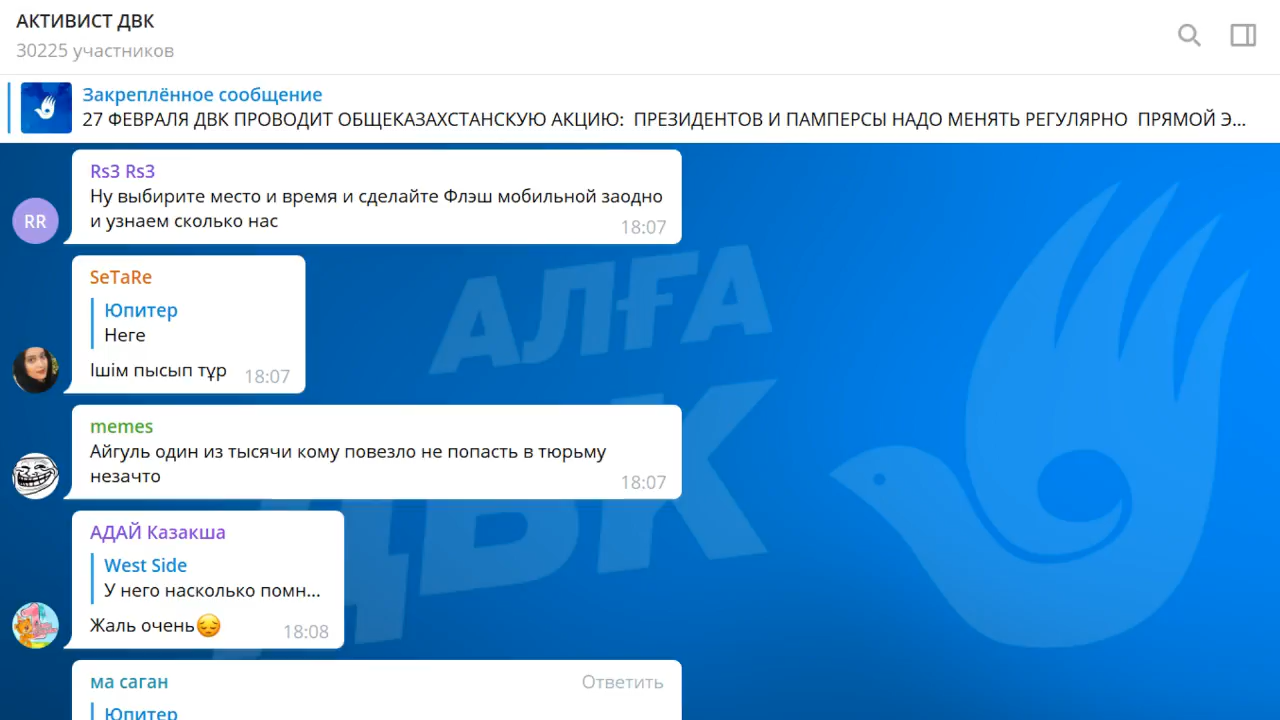 АКТИВИСТ ДВК
30225 участников
Закреплённое сообщение
27 ФЕВРАЛЯ ДВК ПРОВОДИТ ОБЩЕКАЗАХСТАНСКУЮ АКЦИЮ: ПРЕЗИДЕНТОВ И ПАМПЕРСЫ НАДО МЕНЯТЬ РЕГУЛЯРНО ПРЯМОЙ Э...
Rs3 Rs3
Ну выбирите место и время и сделайте Флэш мобильной заодно
и узнаем сколько нас
18:07
RR
SeTaRe
Юпитер
Неге
Ішім пысып тұр
18:07
memes
Айгуль один из тысячи кому повезло не попасть в тюрьму
незачто
18:07
АДАЙ Казакша
West Side
У него насколько помн...
Жаль очень😔
18:08
ма саган
Ответить
Юпитер
АЛҒА
ДВК